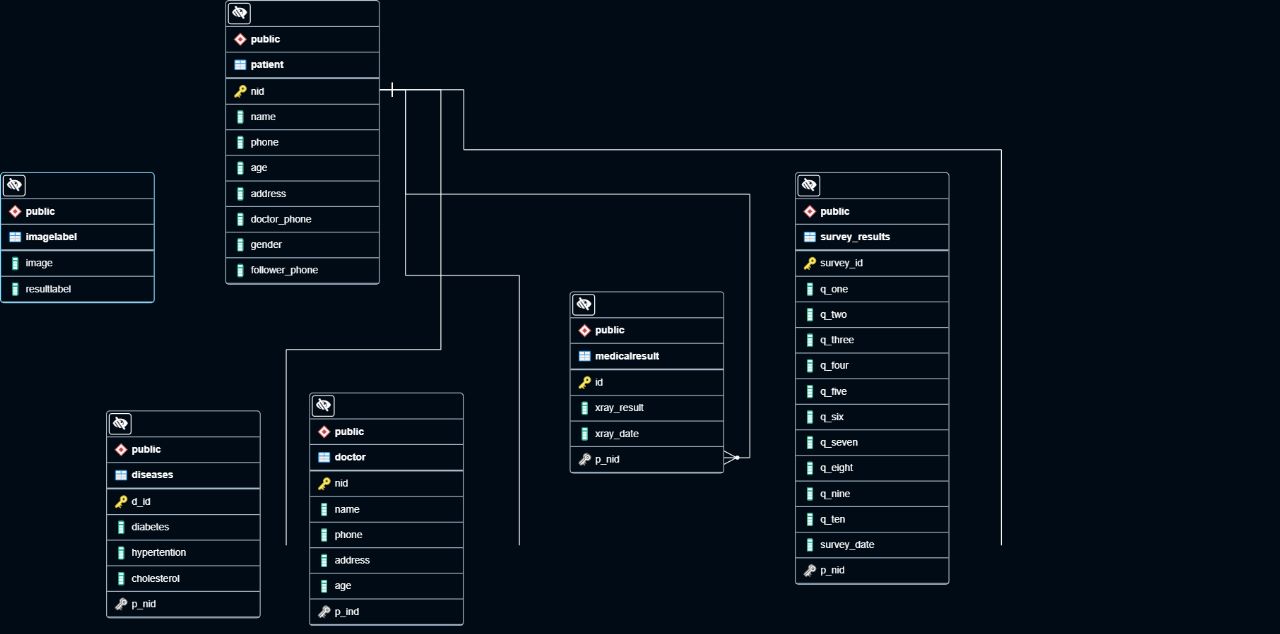 public
patient
nid
name
phone
age
address
doctor_phone
gender
follower_phone
public
imagelabel
image
resultlabel
public
diseases
d_id
diabetes
hypertention
cholesterol
p_nid
public
doctor
nid
name
phone
address
age
p_ind
public
medicalresult
id
xray_result
xray_date
p_nid
public
survey_results
survey_id
q_one
q_two
q_three
q_four
q_five
q_six
q_seven
q_eight
q_nine
q_ten
survey_date
p_nid